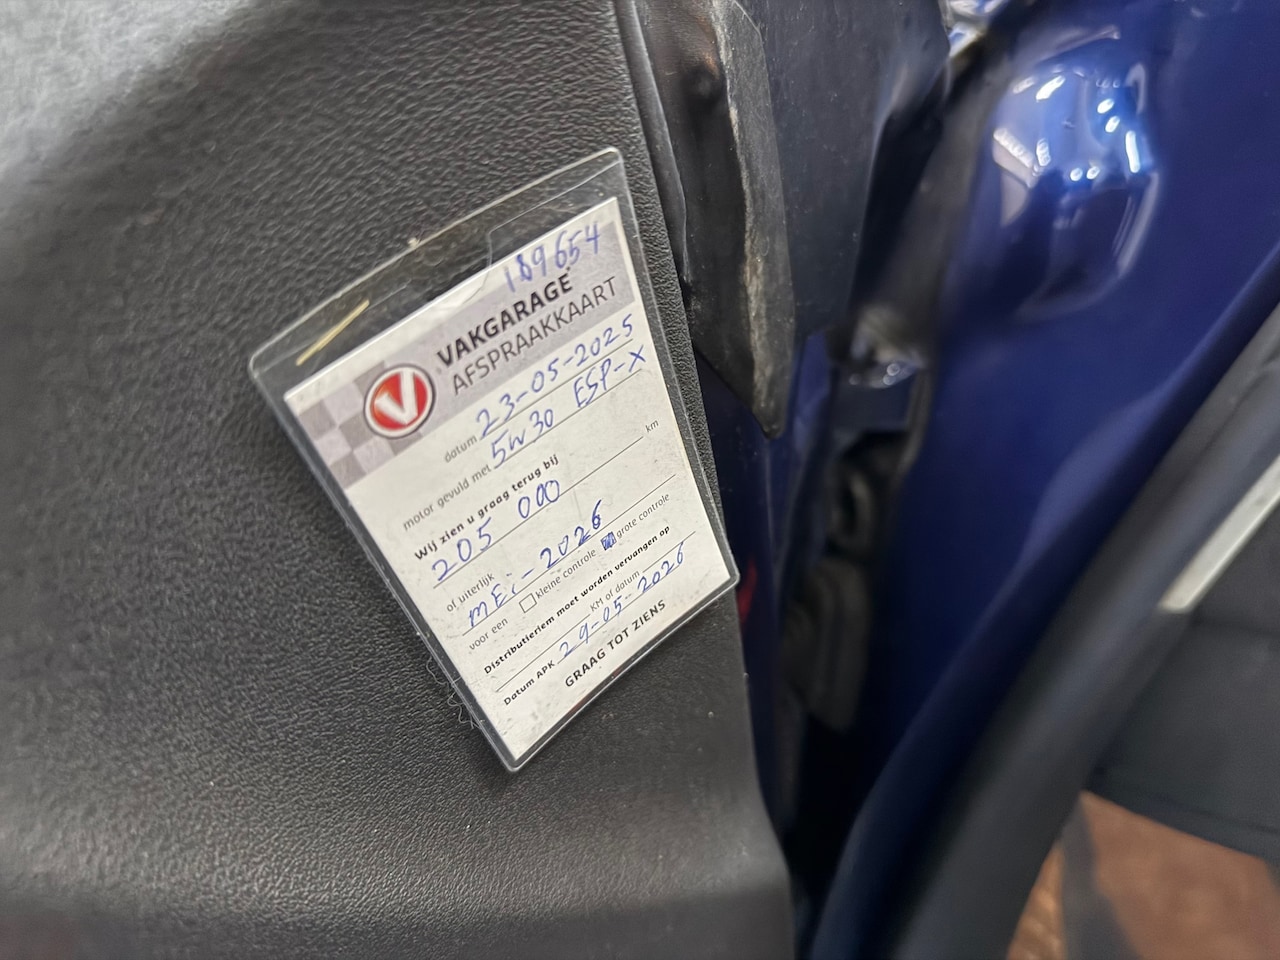 189654
VAKGARAGE
AFSPRAAKKAART
datum 23-05-2025
motor gevuld met 5w30 ESP-X
Wij zien u graag terug bij
205 000 km
of uiterlijk
mEi-2026
voor een kleine controle grote controle
Distributieriem moet worden vervangen op
KM of datum
Datum APK 29-05-2026
GRAAG TOT ZIENS